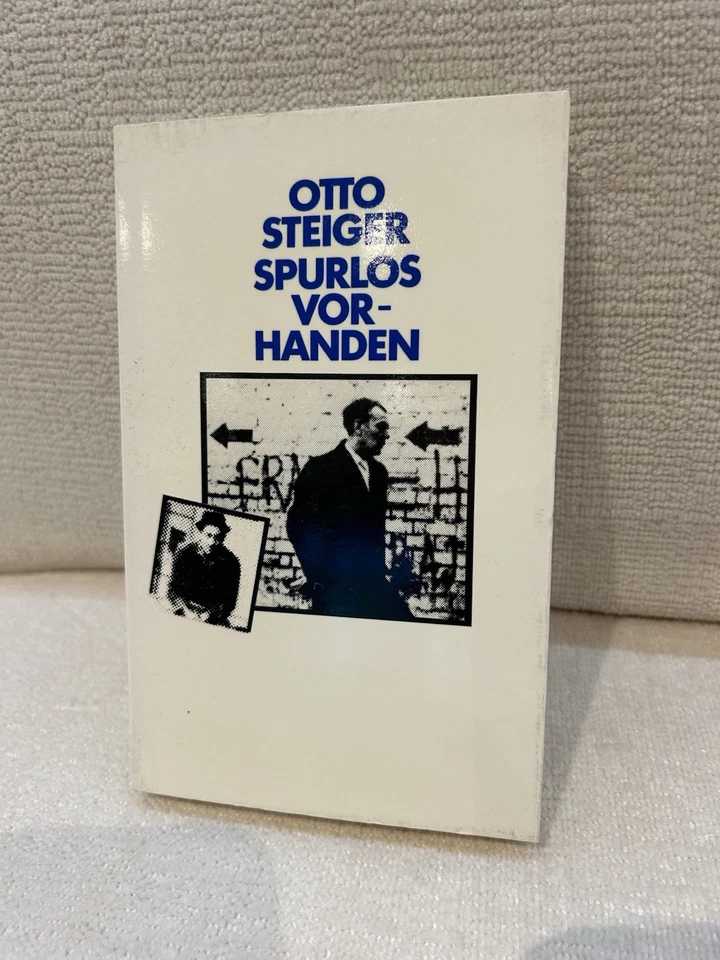 OTTO
STEIGER
SPURLOS
VOR-
HANDEN